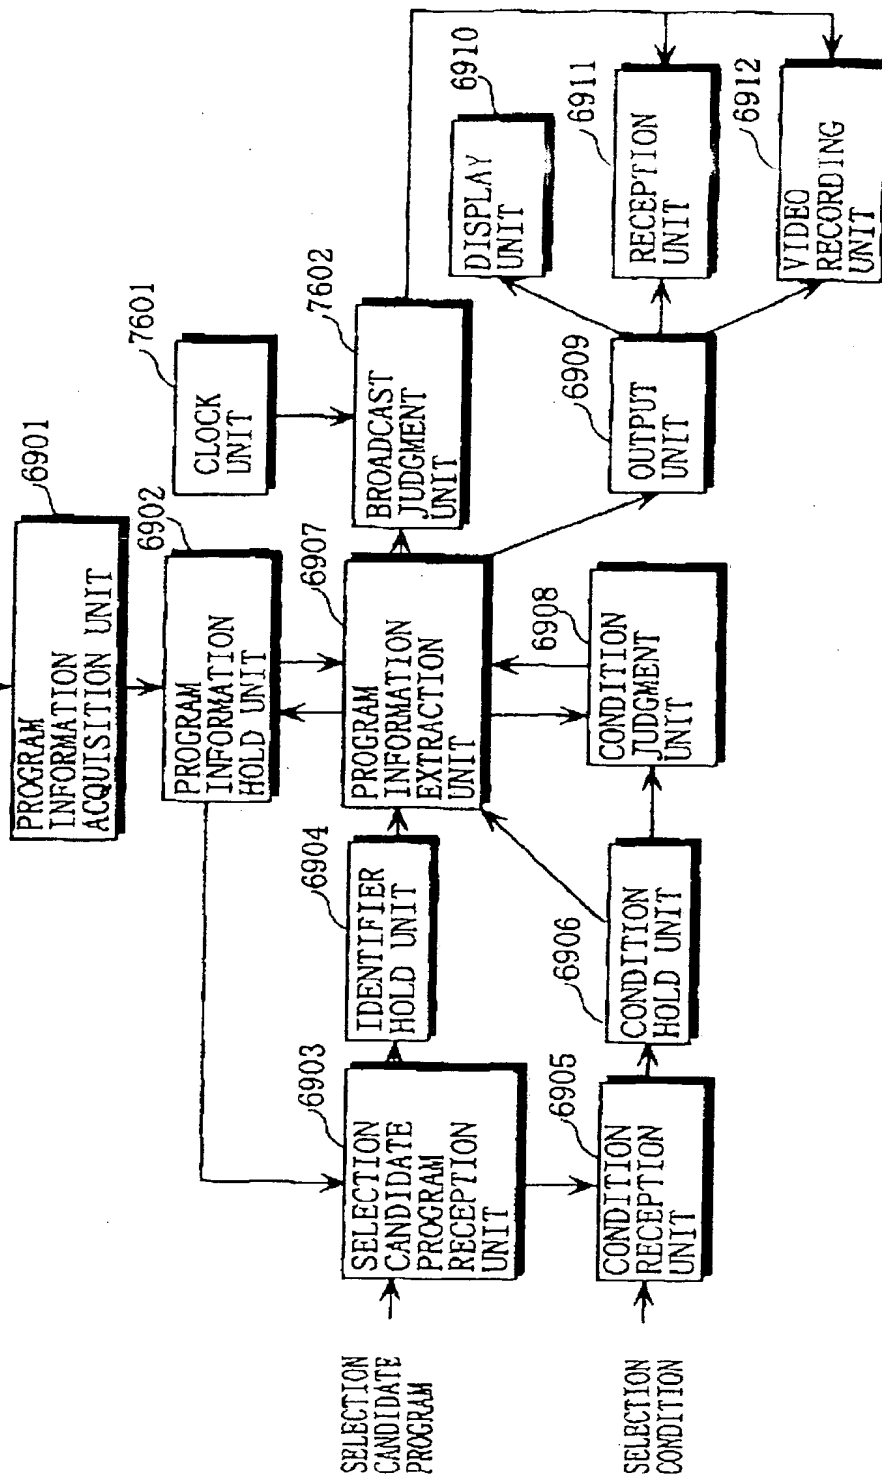 PROGRAM
INFORMATION
ACQUISITION UNIT
6901
PROGRAM
INFORMATION
HOLD UNIT
6902
CLOCK
UNIT
7601
SELECTION
CANDIDATE
PROGRAM
SELECTION
CANDIDATE
PROGRAM
RECEPTION
UNIT
6903
IDENTIFIER
HOLD UNIT
6904
PROGRAM
INFORMATION
EXTRACTION
UNIT
6907
BROADCAST
JUDGMENT
UNIT
7602
DISPLAY
UNIT
6910
SELECTION
CONDITION
CONDITION
RECEPTION
UNIT
6905
CONDITION
HOLD UNIT
6906
CONDITION
JUDGMENT
UNIT
6908
OUTPUT
UNIT
6909
RECEPTION
UNIT
6911
VIDEO
RECORDING
UNIT
6912